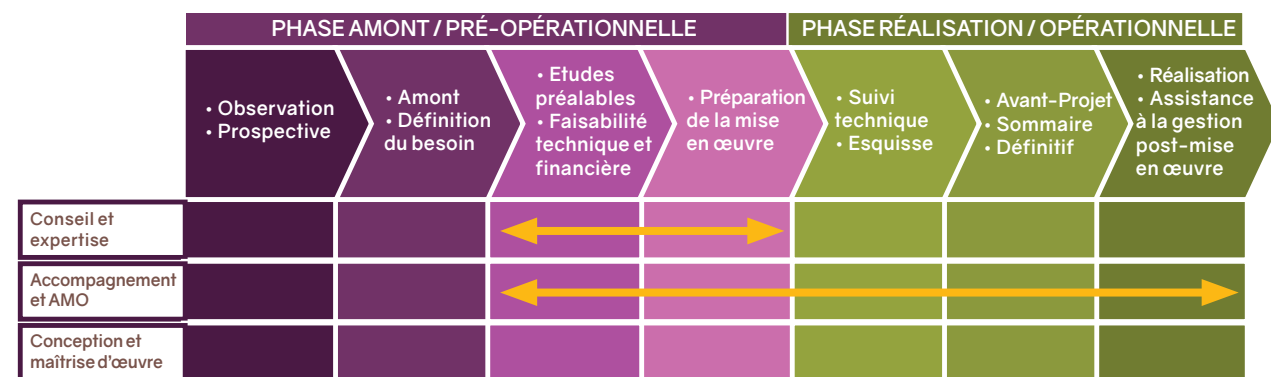 PHASE AMONT / PRÉ-OPÉRATIONNELLE
PHASE RÉALISATION / OPÉRATIONNELLE
• Observation
• Prospective
• Amont
• Définition
du besoin
• Etudes
préalables
• Faisabilité
technique et
financière
• Préparation
de la mise
en œuvre
• Suivi
technique
• Esquisse
• Avant-Projet
• Sommaire
• Définitif
• Réalisation
• Assistance
à la gestion
post-mise
en œuvre
Conseil et
expertise
Accompagnement
et AMO
Conception et
maîtrise d'œuvre